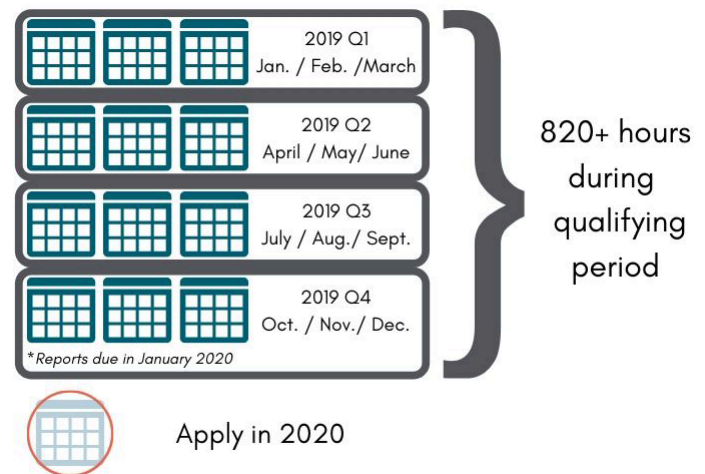 2019 Q1
Jan. / Feb. /March
2019 Q2
April / May/ June
2019 Q3
July / Aug./ Sept.
2019 Q4
Oct. / Nov./ Dec.
*Reports due in January 2020
820+ hours
during
qualifying
period
Apply in 2020